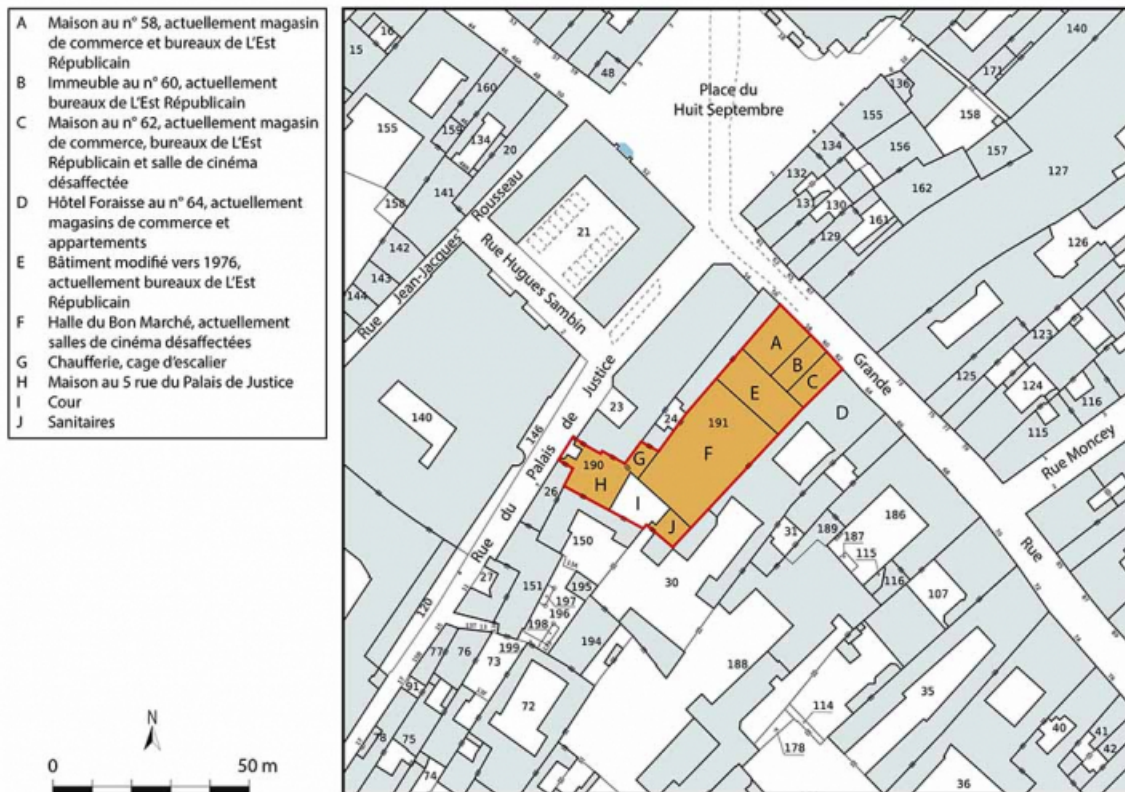 A Maison au n° 58, actuellement magasin
de commerce et bureaux de L'Est
Républicain
B Immeuble au n° 60, actuellement
bureaux de L'Est Républicain
C Maison au n° 62, actuellement magasin
de commerce, bureaux de L'Est
Républicain et salle de cinéma
désaffectée
D Hôtel Foraisse au n° 64, actuellement
magasins de commerce et
appartements
E Bâtiment modifié vers 1976,
actuellement bureaux de L'Est
Républicain
F Halle du Bon Marché, actuellement
salles de cinéma désaffectées
G Chaufferie, cage d'escalier
H Maison au 5 rue du Palais de Justice
I Cour
J Sanitaires
N
0 50 m
15
16
160
155
159
134
20
141
158
142
143
144
48
Place du
Huit Septembre
140
171
136
155
158
134
156
157
132
127
131
130
162
161
129
126
Rue Jean-Jacques Rousseau
Rue Hugues Sambin
21
Rue du Palais de Justice
140
146
23
24
190
191
A
B
C
D
E
F
G
H
I
J
Grande Rue
Rue Moncey
123
125
124
116
115
26
150
27
151
195
197
196
198
199
194
120
30
31
189
187
186
115
116
107
77
76
73
72
91
78
75
74
188
114
178
35
36
40
41
42